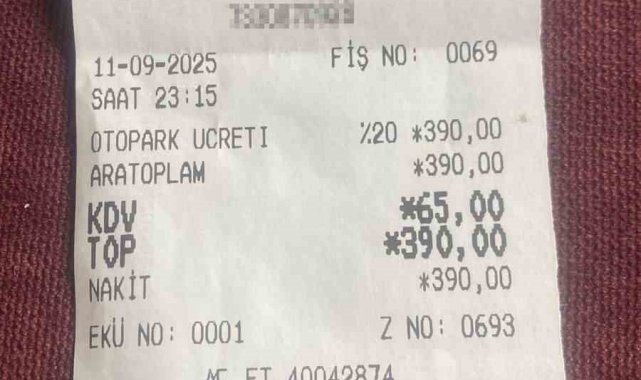 11-09-2025 FİŞ NO: 0069
SAAT 23:15
OTOPARK UCRETI %20 *390,00
ARATOPLAM *390,00
KDV *65,00
TOP *390,00
NAKİT *390,00
EKÜ NO: 0001 Z NO: 0693
40042874